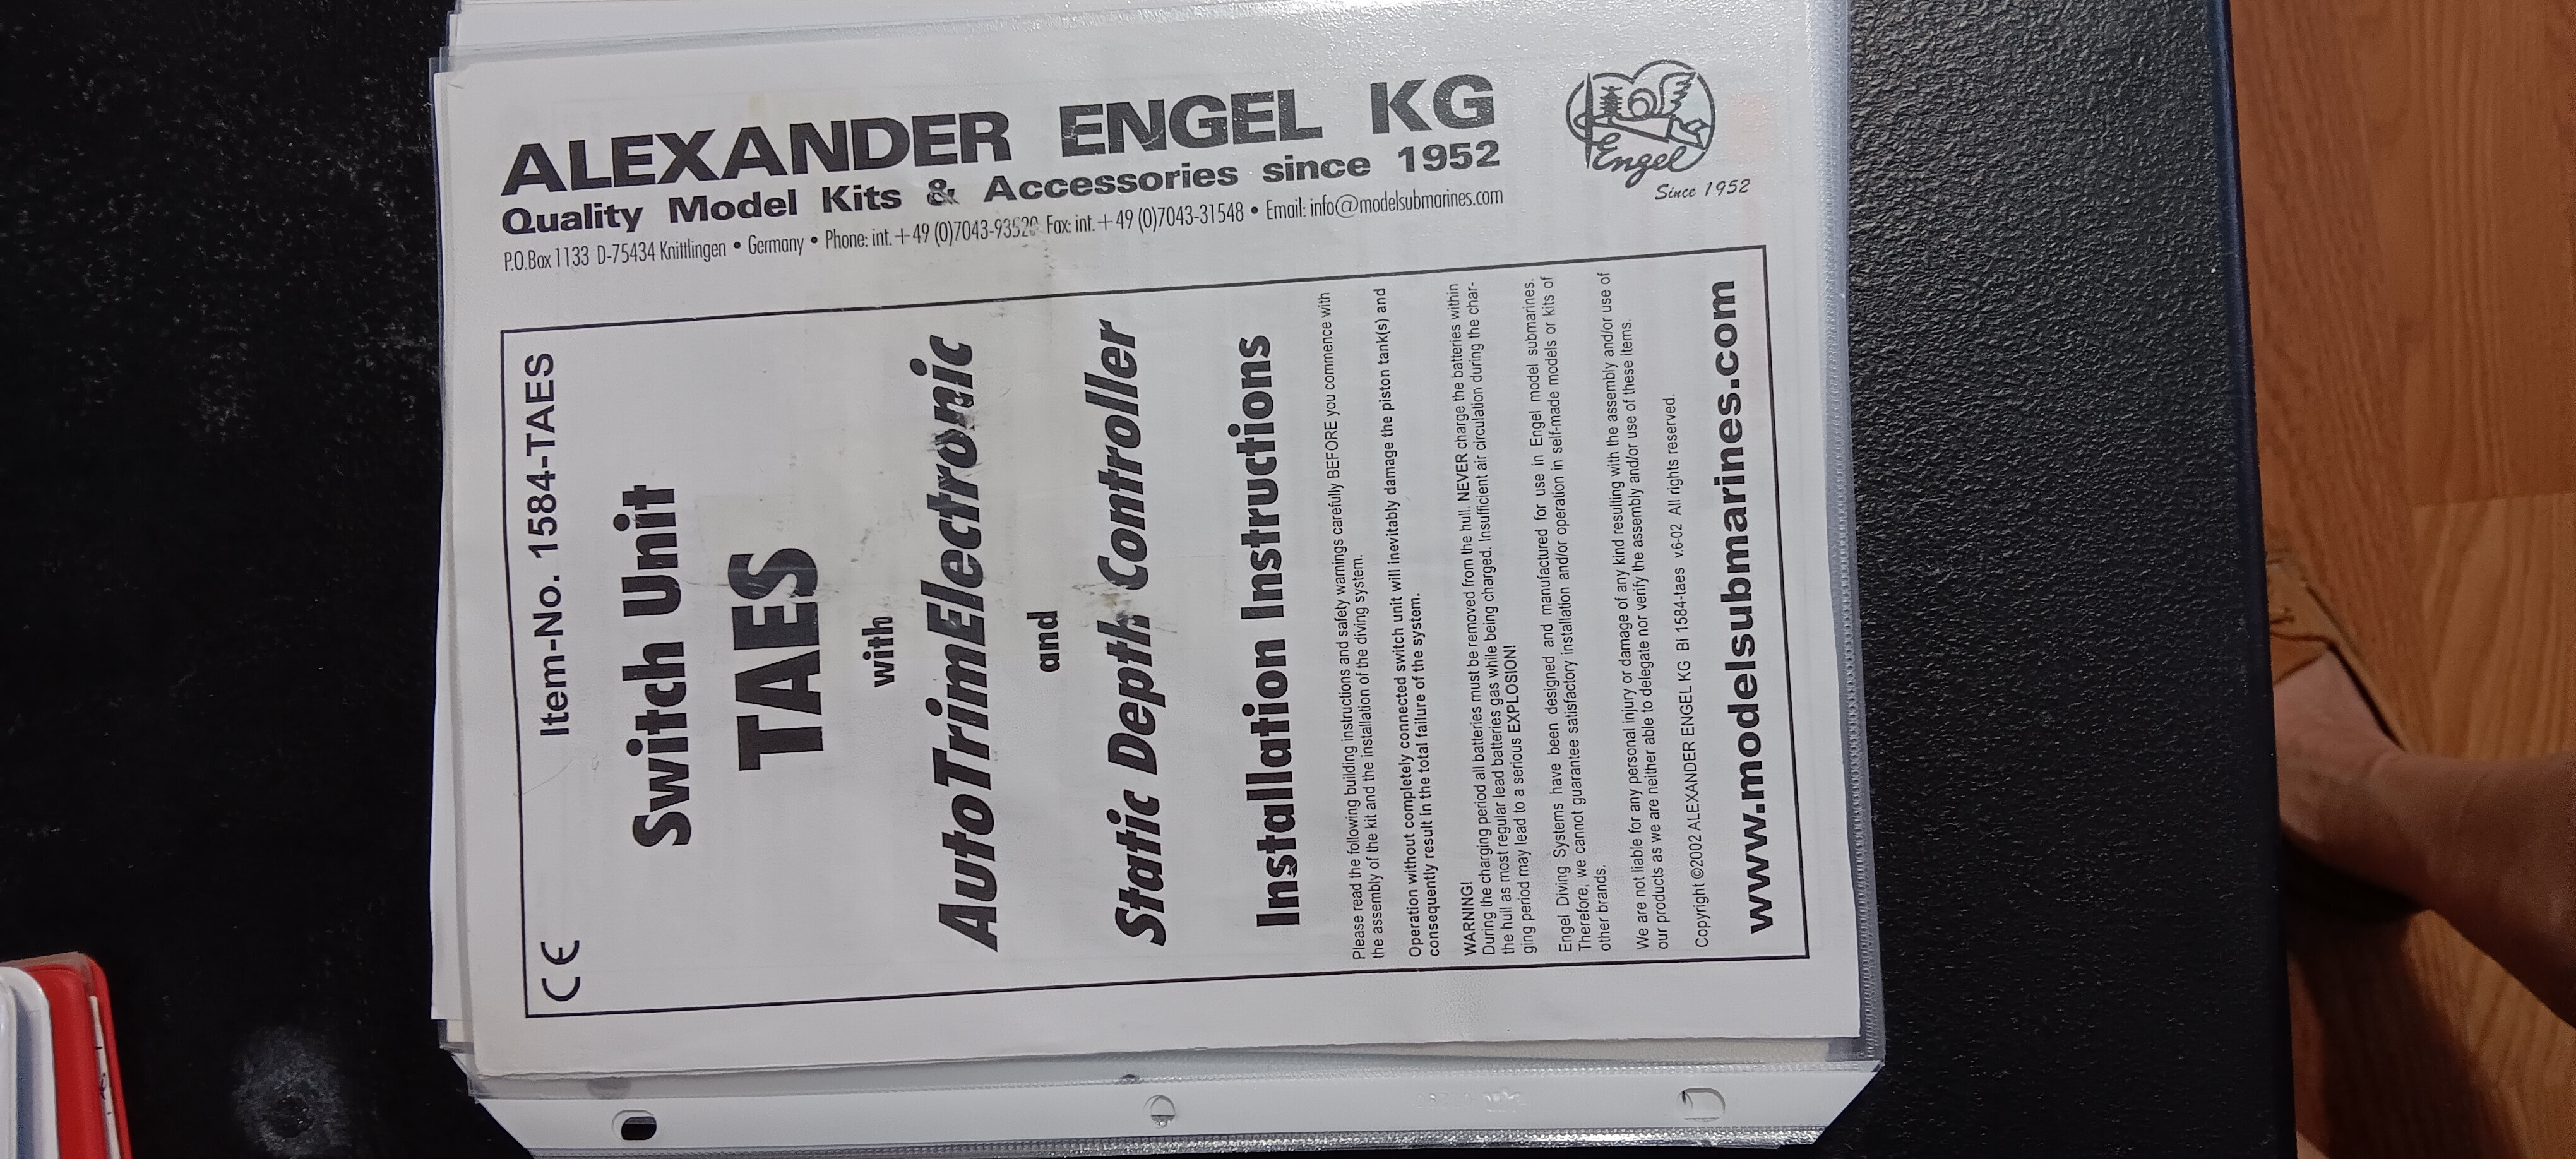 ALEXANDER ENGEL KG
Quality Model Kits & Accessories since 1952
P.O.Box 1133 D-75434 Knittlingen • Germany • Phone: int.+49 (0)7043-93529 Fax: int.+49 (0)7043-31548 • Email: info@modelsubmarines.com
Engel
Since 1952
CE Item-No. 1584-TAES
Switch Unit
TAES
with
AutoTrimElectronic
and
Static Depth Controller
Installation Instructions
Please read the following building instructions and safety warnings carefully BEFORE you commence with
the assembly of the kit and the installation of the diving system.
Operation without completely connected switch unit will inevitably damage the piston tank(s) and
consequently result in the total failure of the system.
WARNING!
During the charging period all batteries must be removed from the hull. NEVER charge the batteries within
the hull as most regular lead batteries gas while being charged. Insufficient air circulation during the char-
ging period may lead to a serious EXPLOSION!
Engel Diving Systems have been designed and manufactured for use in Engel model submarines.
Therefore, we cannot guarantee satisfactory installation and/or operation in self-made models or kits of
other brands.
We are not liable for any personal injury or damage of any kind resulting with the assembly and/or use of
our products as we are neither able to delegate nor verify the assembly and/or use of these items.
Copyright ©2002 ALEXANDER ENGEL KG BI 1584-taes v6-02 All rights reserved.
www.modelsubmarines.com